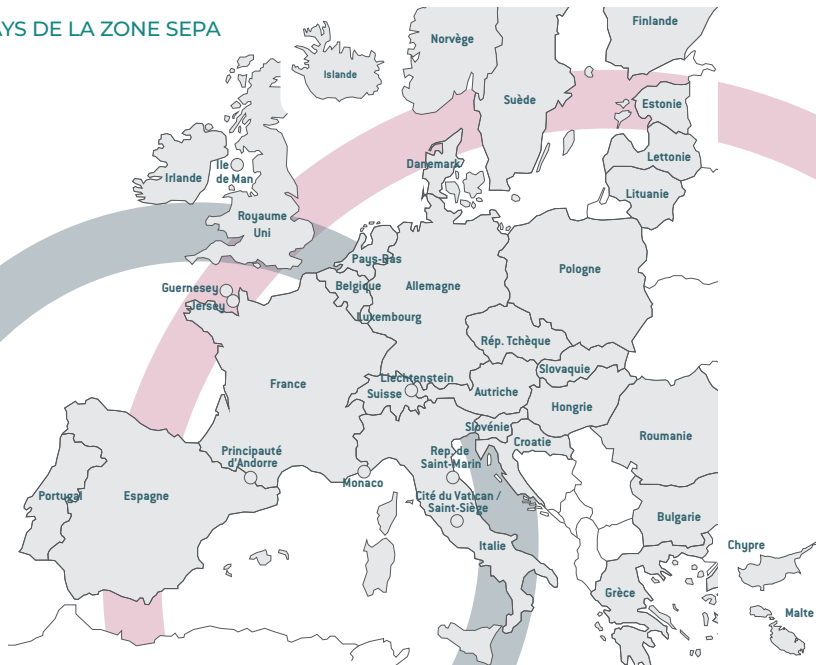 AYS DE LA ZONE SEPA
Finlande
Norvège
Islande
Suède
Estonie
Danemark
Lettonie
Ile
de Man
Irlande
Lituanie
Royaume
Uni
Pays-Bas
Pologne
Guernesey
Belgique
Allemagne
Jersey
Luxembourg
Rép. Tchèque
Slovaquie
Liechtenstein
France
Suisse
Autriche
Hongrie
Slovénie
Croatie
Roumanie
Principauté
d'Andorre
Rep. de
Saint-Marin
Monaco
Portugal
Espagne
Cité du Vatican /
Saint-Siège
Bulgarie
Italie
Chypre
Grèce
Malte